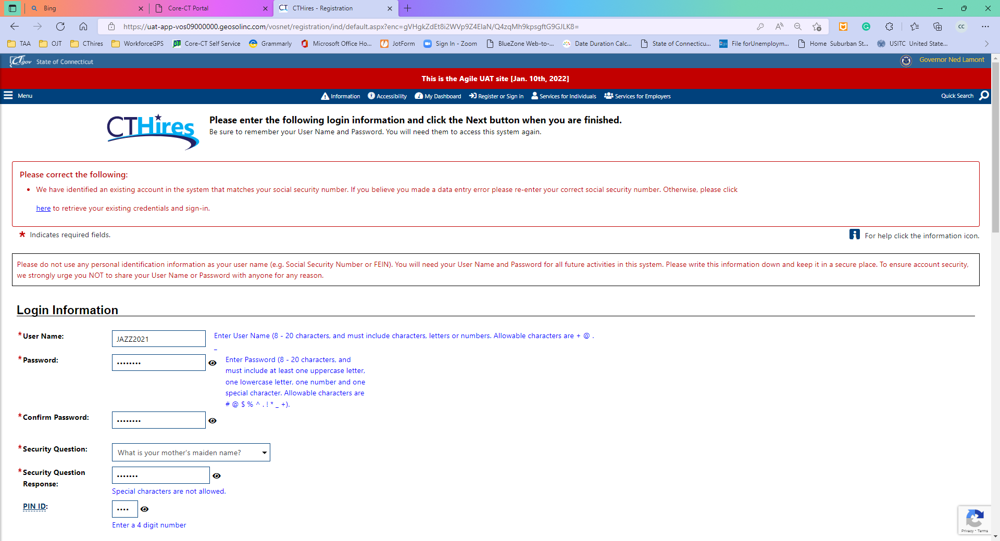 Bing
Core-CT Portal
CTHires - Registration
https://uat-app-vos09000000.geosolinc.com/vosnet/registration/ind/default.aspx?enc=gVHgkZdEt8i2WVp9Z4ElaN/Q4zqMh9kpsgftG9GJLK8=
CC
TAA
OJT
CThires
WorkforceGPS
Core-CT Self Service
Grammarly
Microsoft Office Ho...
JotForm
Sign In - Zoom
BlueZone Web-to-...
Date Duration Calc...
State of Connecticu...
File forUnemploym...
Home Suburban St...
USITC United State...
CT.gov State of Connecticut
Governor Ned Lamont
This is the Agile UAT site [Jan. 10th, 2022]
Menu
Information
Accessibility
My Dashboard
Register or Sign in
Services for Individuals
Services for Employers
Quick Search
CTHires
Please enter the following login information and click the Next button when you are finished.
Be sure to remember your User Name and Password. You will need them to access this system again.
Please correct the following:
• We have identified an existing account in the system that matches your social security number. If you believe you made a data entry error please re-enter your correct social security number. Otherwise, please click
here to retrieve your existing credentials and sign-in.
* Indicates required fields.
For help click the information icon.
Please do not use any personal identification information as your user name (e.g. Social Security Number or FEIN). You will need your User Name and Password for all future activities in this system. Please write this information down and keep it in a secure place. To ensure account security,
we strongly urge you NOT to share your User Name or Password with anyone for any reason.
Login Information
*User Name:
JAZZ2021
Enter User Name (8 - 20 characters, and must include characters, letters or numbers. Allowable characters are + @ .
_
*Password:
••••••••
Enter Password (8 - 20 characters, and
must include at least one uppercase letter,
one lowercase letter, one number and one
special character. Allowable characters are
# @ $ % ^ . ! * _ +).
*Confirm Password:
••••••••
*Security Question:
What is your mother's maiden name?
*Security Question
Response:
•••••••
Special characters are not allowed.
PIN ID:
••••
Enter a 4 digit number
Privacy - Terms